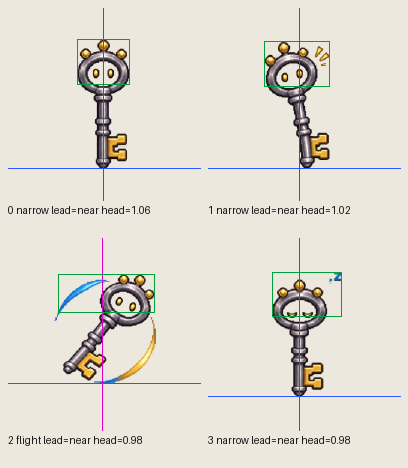 0 narrow lead=near head=1.06
1 narrow lead=near head=1.02
.z
2 flight lead=near head=0.98
3 narrow lead=near head=0.98